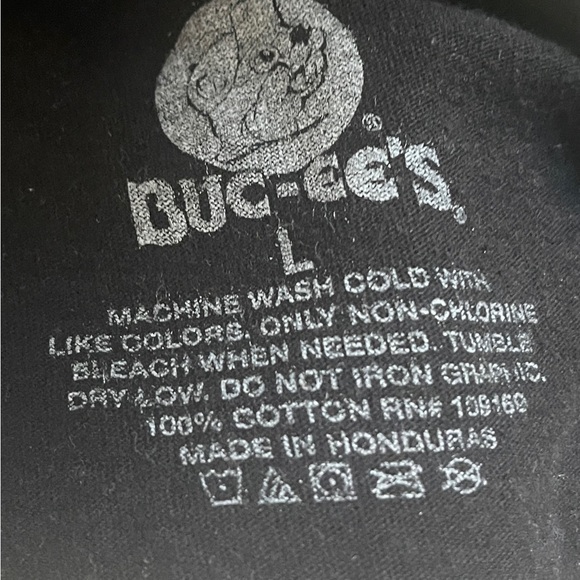 BUC-EE'S®
L
MACHINE WASH COLD WITH
LIKE COLORS. ONLY NON-CHLORINE
BLEACH WHEN NEEDED. TUMBLE
DRY LOW. DO NOT IRON GRAPHIC.
100% COTTON RN# 109169
MADE IN HONDURAS